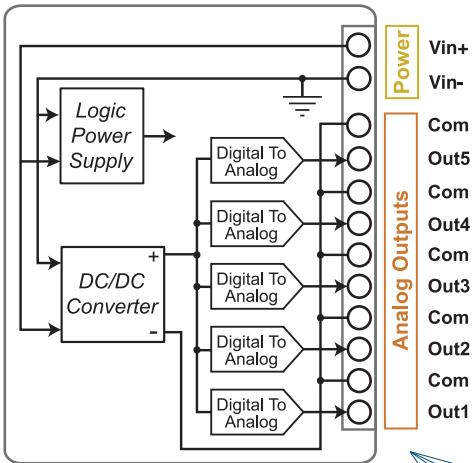 Power
Vin+
Vin-
Logic
Power
Supply
Com
Digital To
Analog
Out5
Com
Digital To
Analog
Out4
Com
DC/DC
Converter
+
-
Digital To
Analog
Out3
Com
Digital To
Analog
Out2
Com
Digital To
Analog
Out1
Analog Outputs